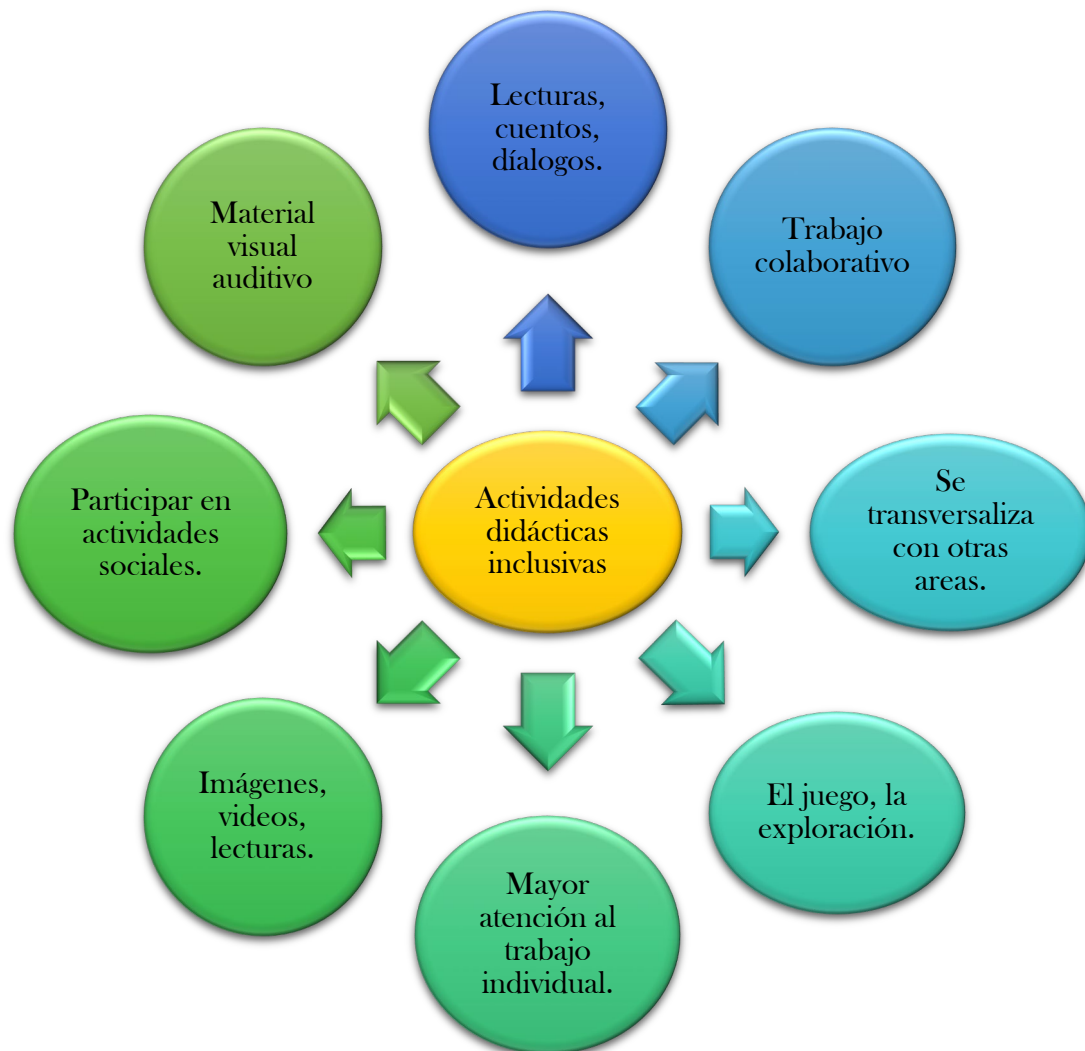 Lecturas,
cuentos,
díalogos.
Trabajo
colaborativo
Se
transversaliza
con otras
areas.
El juego, la
exploración.
Mayor
atención al
trabajo
individual.
Imágenes,
videos,
lecturas.
Participar en
actividades
sociales.
Material
visual
auditivo
Actividades
didácticas
inclusivas